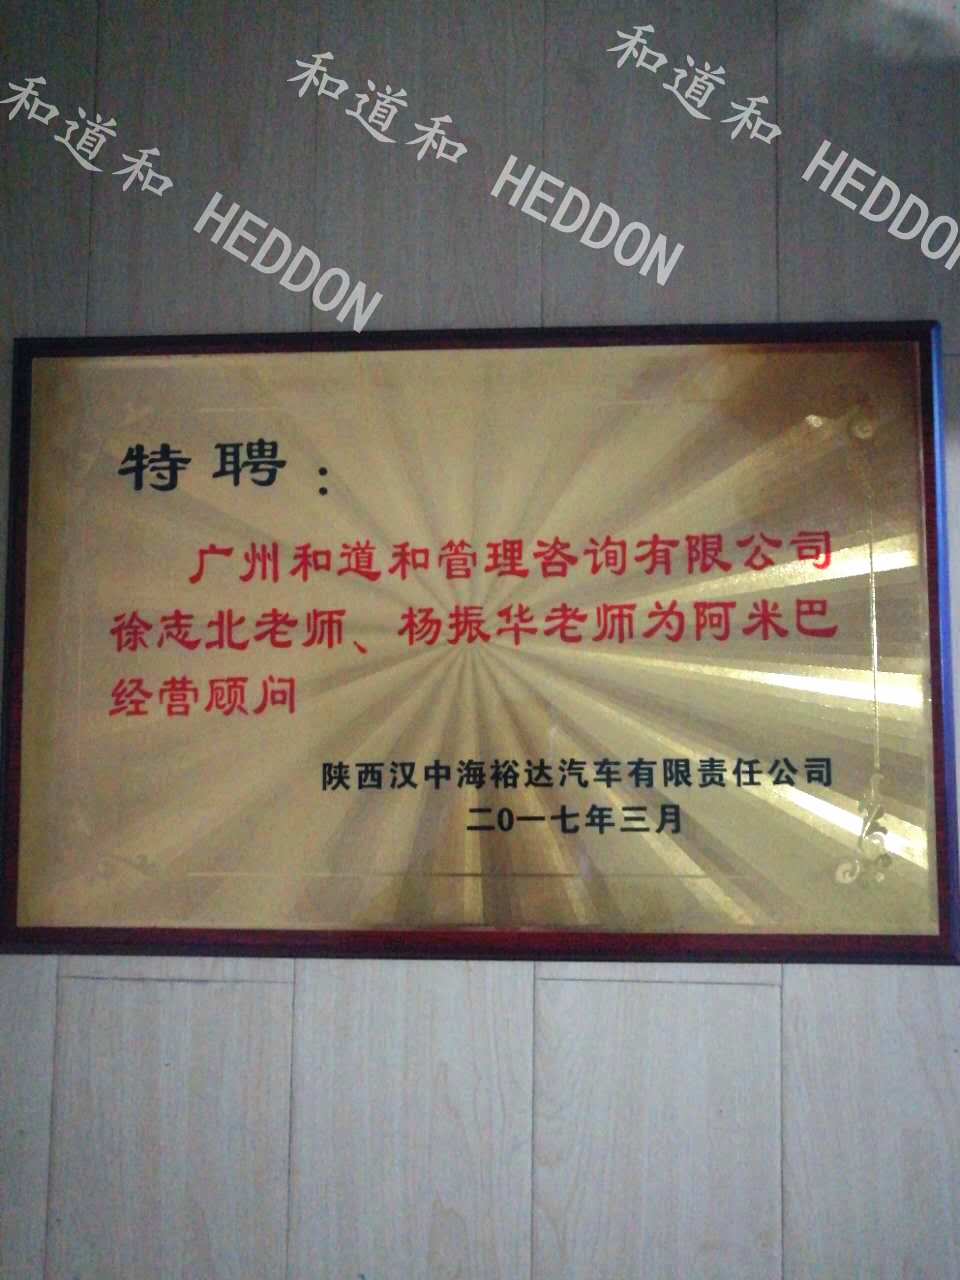 和道和 HEDDON
和道和 HEDDON
和道和 HEDDON
特聘：
广州和道和管理咨询有限公司
徐志北老师、杨振华老师为阿米巴
经营顾问
陕西汉中海裕达汽车有限责任公司
二0一七年三月